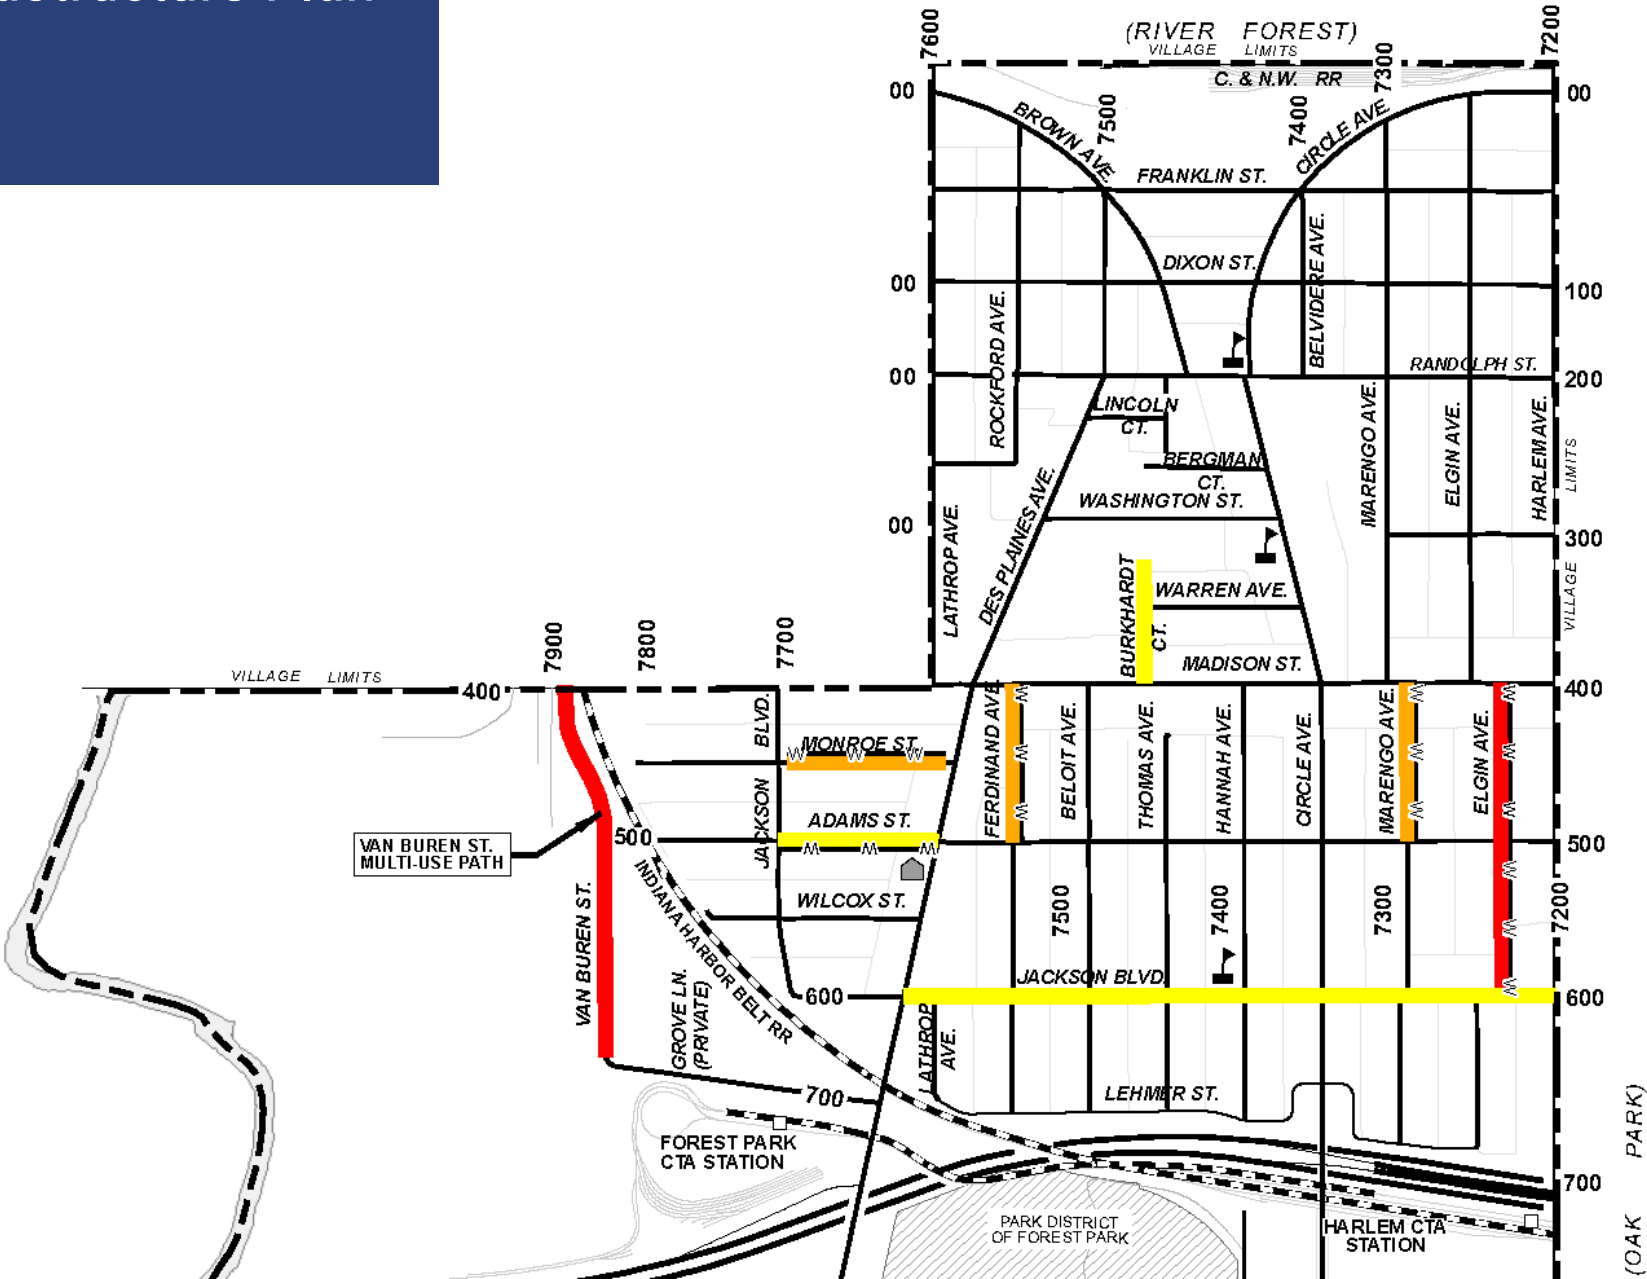 7600
(RIVER FOREST)
VILLAGE LIMITS
7300
7200
C. & N.W. RR
00
BROWN AVE.
7500
7400
CIRCLE AVE.
00
FRANKLIN ST.
DIXON ST.
BELVIDERE AVE.
00
100
ROCKFORD AVE.
00
RANDOLPH ST.
200
LINCOLN
CT.
MARENGO AVE.
ELGIN AVE.
HARLEM AVE.
VILLAGE LIMITS
BERGMAN
CT.
WASHINGTON ST.
00
300
LATHROP AVE.
DES PLAINES AVE.
BURKHARDT
CT.
WARREN AVE.
MADISON ST.
7900
7800
7700
VILLAGE LIMITS
400
400
JACKSON BLVD.
MONROE ST.
W W W
FERDINAND AVE.
BELOIT AVE.
THOMAS AVE.
HANNAH AVE.
CIRCLE AVE.
MARENGO AVE.
ELGIN AVE.
ADAMS ST.
500
500
VAN BUREN ST.
MULTI-USE PATH
VAN BUREN ST.
INDIANA HARBOR BELT RR
WILCOX ST.
7500
7400
7300
7200
GROVE LN.
(PRIVATE)
600
JACKSON BLVD.
600
LATHROP
AVE.
700
LEHMER ST.
FOREST PARK
CTA STATION
700
PARK DISTRICT
OF FOREST PARK
HARLEM CTA
STATION
(OAK PARK)